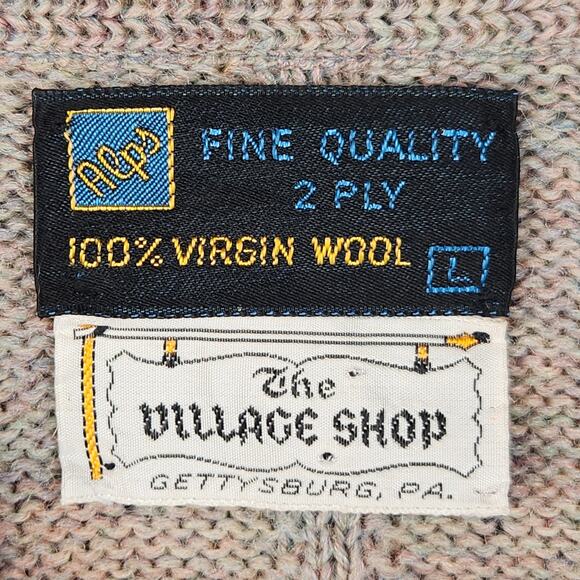 Alps
FINE QUALITY
2 PLY
100% VIRGIN WOOL
L
The
VILLAGE SHOP
GETTYSBURG, PA.